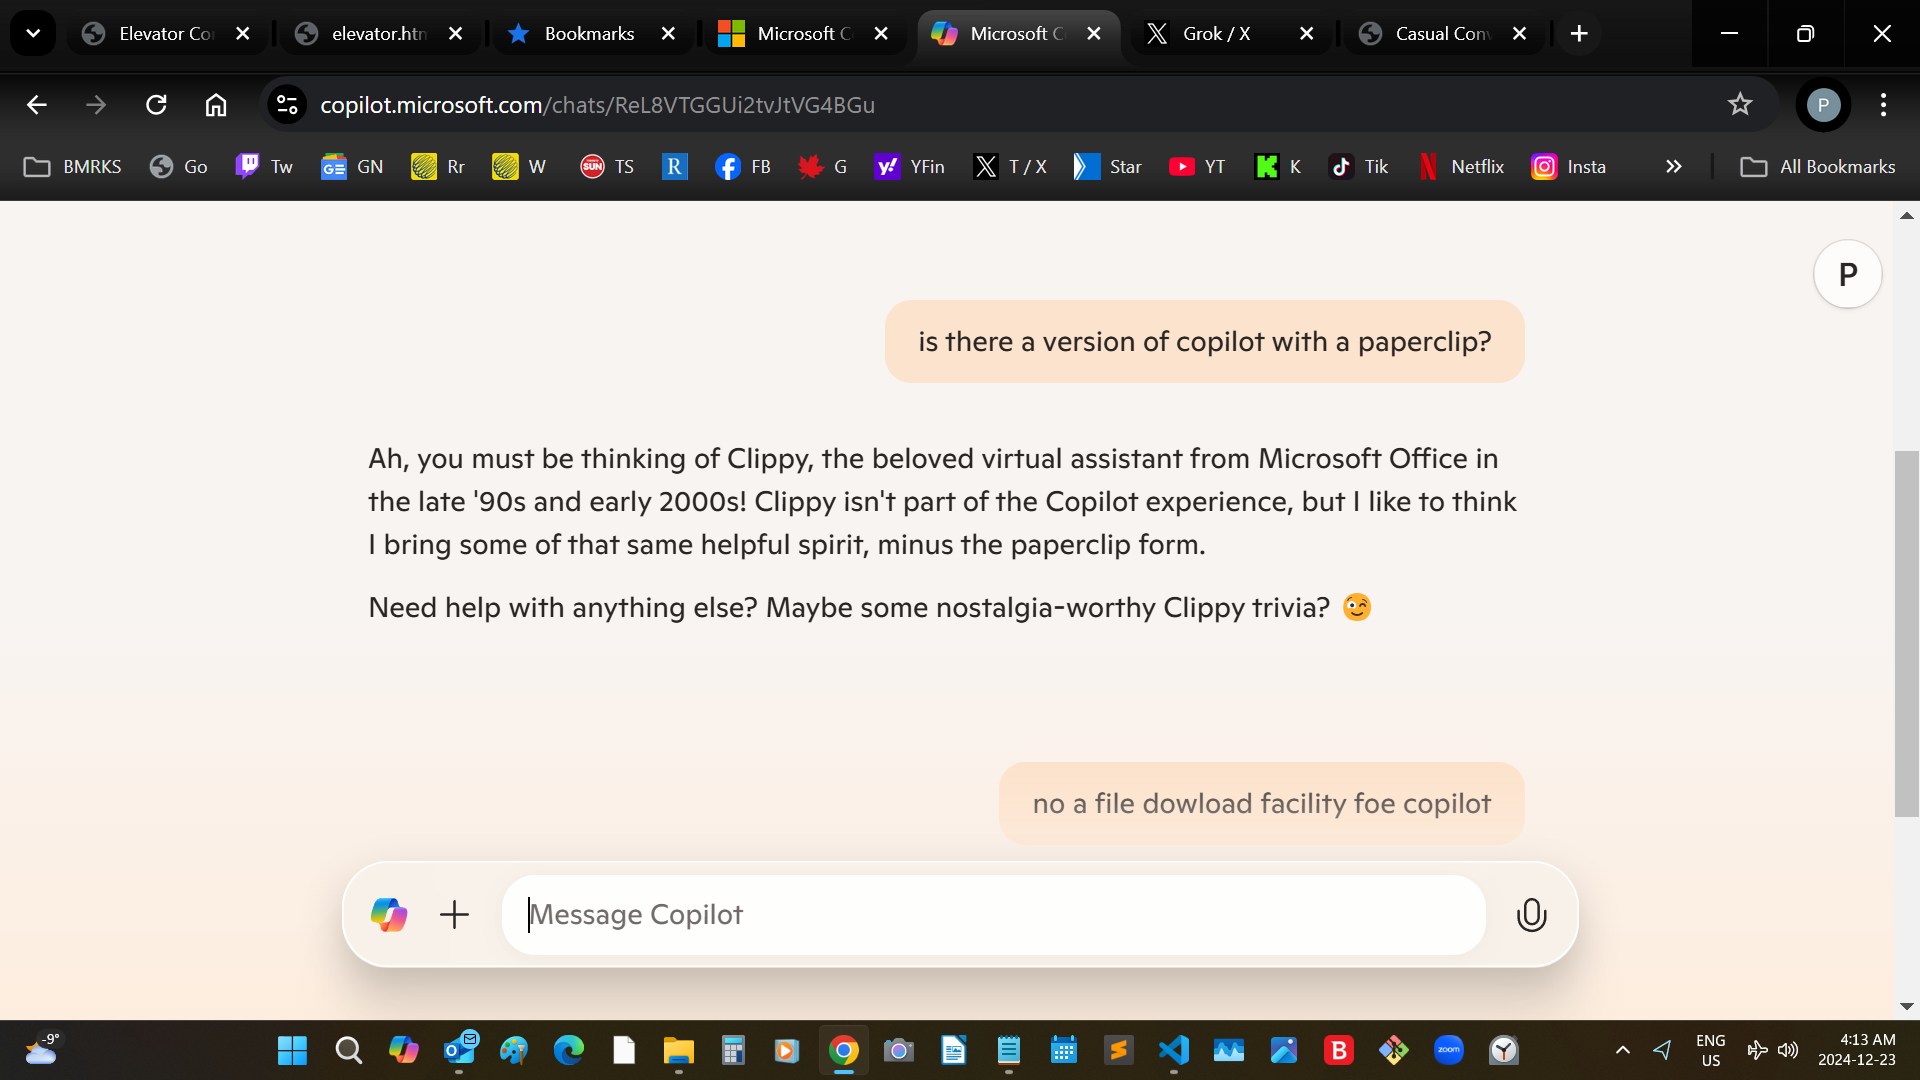 Elevator Co
elevator.htm
Bookmarks
Microsoft C
Microsoft C
Grok / X
Casual Con
copilot.microsoft.com/chats/ReL8VTGGUi2tvJtVG4BGu
P
BMRKS
Go
Tw
GE
GN
Rr
W
SUN
TS
R
FB
G
y!
YFin
T / X
Star
YT
K
Tik
Netflix
Insta
All Bookmarks
P
is there a version of copilot with a paperclip?
Ah, you must be thinking of Clippy, the beloved virtual assistant from Microsoft Office in
the late '90s and early 2000s! Clippy isn't part of the Copilot experience, but I like to think
I bring some of that same helpful spirit, minus the paperclip form.
Need help with anything else? Maybe some nostalgia-worthy Clippy trivia? 😉
no a file dowload facility foe copilot
Message Copilot
-9°
B
zoom
ENG
US
4:13 AM
2024-12-23